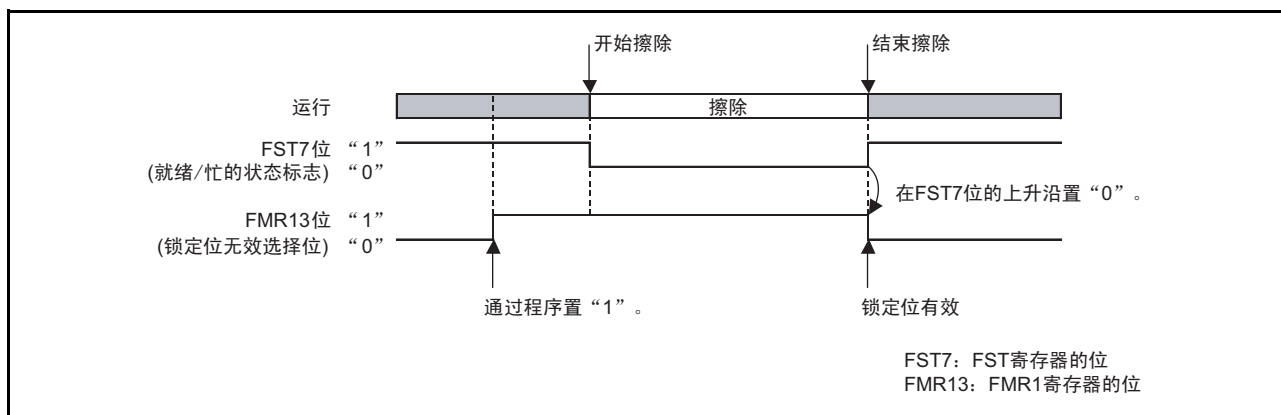 开始擦除 结束擦除
运行 擦除
FST7位 “1”
(就绪/忙的状态标志) “0”
在FST7位的上升沿置“0”。
FMR13位 “1”
(锁定位无效选择位) “0”
通过程序置“1”。 锁定位有效
FST7：FST寄存器的位
FMR13：FMR1寄存器的位